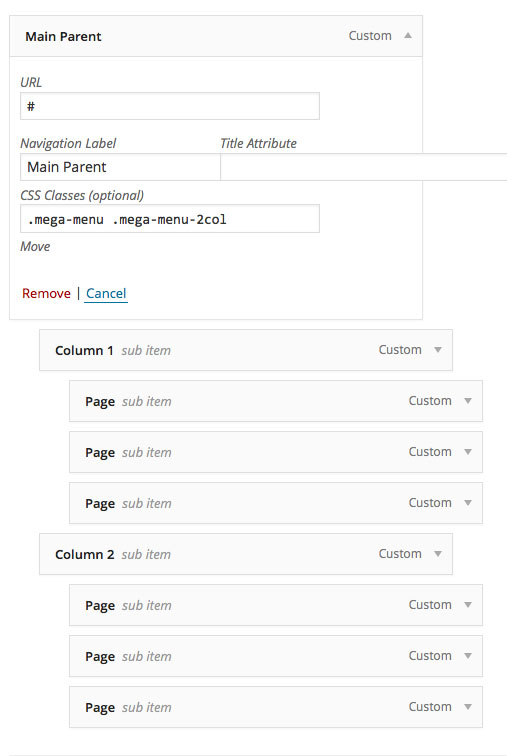 Main Parent Custom
URL
#
Navigation Label Title Attribute
Main Parent
CSS Classes (optional)
.mega-menu .mega-menu-2col
Move
Remove | Cancel
Column 1 sub item Custom
Page sub item Custom
Page sub item Custom
Page sub item Custom
Column 2 sub item Custom
Page sub item Custom
Page sub item Custom
Page sub item Custom